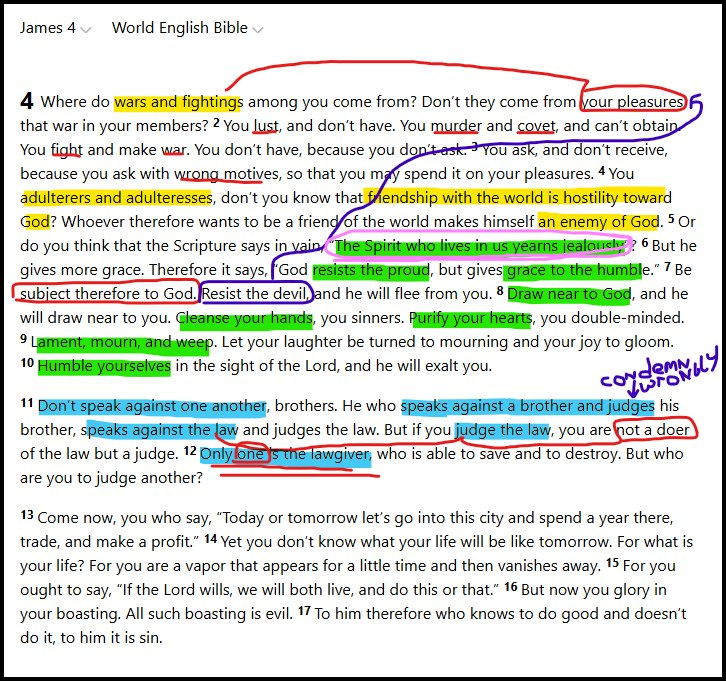 James 4 World English Bible
4 Where do wars and fightings among you come from? Don’t they come from your pleasures
that war in your members? 2 You lust, and don’t have. You murder and covet, and can’t obtain.
You fight and make war. You don’t have, because you don’t ask. 3 You ask, and don’t receive,
because you ask with wrong motives, so that you may spend it on your pleasures. 4 You
adulterers and adulteresses, don’t you know that friendship with the world is hostility toward
God? Whoever therefore wants to be a friend of the world makes himself an enemy of God. 5 Or
do you think that the Scripture says in vain, “The Spirit who lives in us yearns jealously”? 6 But he
gives more grace. Therefore it says, “God resists the proud, but gives grace to the humble.” 7 Be
subject therefore to God. Resist the devil, and he will flee from you. 8 Draw near to God, and he
will draw near to you. Cleanse your hands, you sinners. Purify your hearts, you double-minded.
9 Lament, mourn, and weep. Let your laughter be turned to mourning and your joy to gloom.
10 Humble yourselves in the sight of the Lord, and he will exalt you.
condemn
wrongly
11 Don’t speak against one another, brothers. He who speaks against a brother and judges his
brother, speaks against the law and judges the law. But if you judge the law, you are not a doer
of the law but a judge. 12 Only one is the lawgiver, who is able to save and to destroy. But who
are you to judge another?
13 Come now, you who say, “Today or tomorrow let’s go into this city and spend a year there,
trade, and make a profit.” 14 Yet you don’t know what your life will be like tomorrow. For what is
your life? For you are a vapor that appears for a little time and then vanishes away. 15 For you
ought to say, “If the Lord wills, we will both live, and do this or that.” 16 But now you glory in
your boasting. All such boasting is evil. 17 To him therefore who knows to do good and doesn’t
do it, to him it is sin.